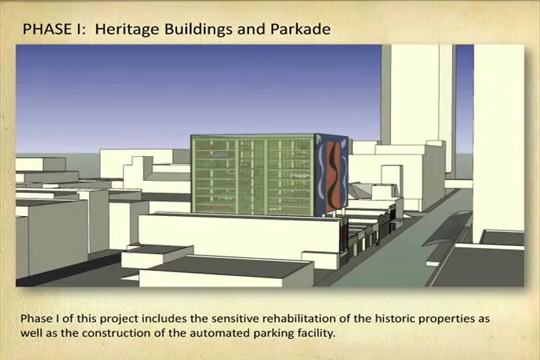 PHASE I: Heritage Buildings and Parkade
Phase I of this project includes the sensitive rehabilitation of the historic properties as
well as the construction of the automated parking facility.